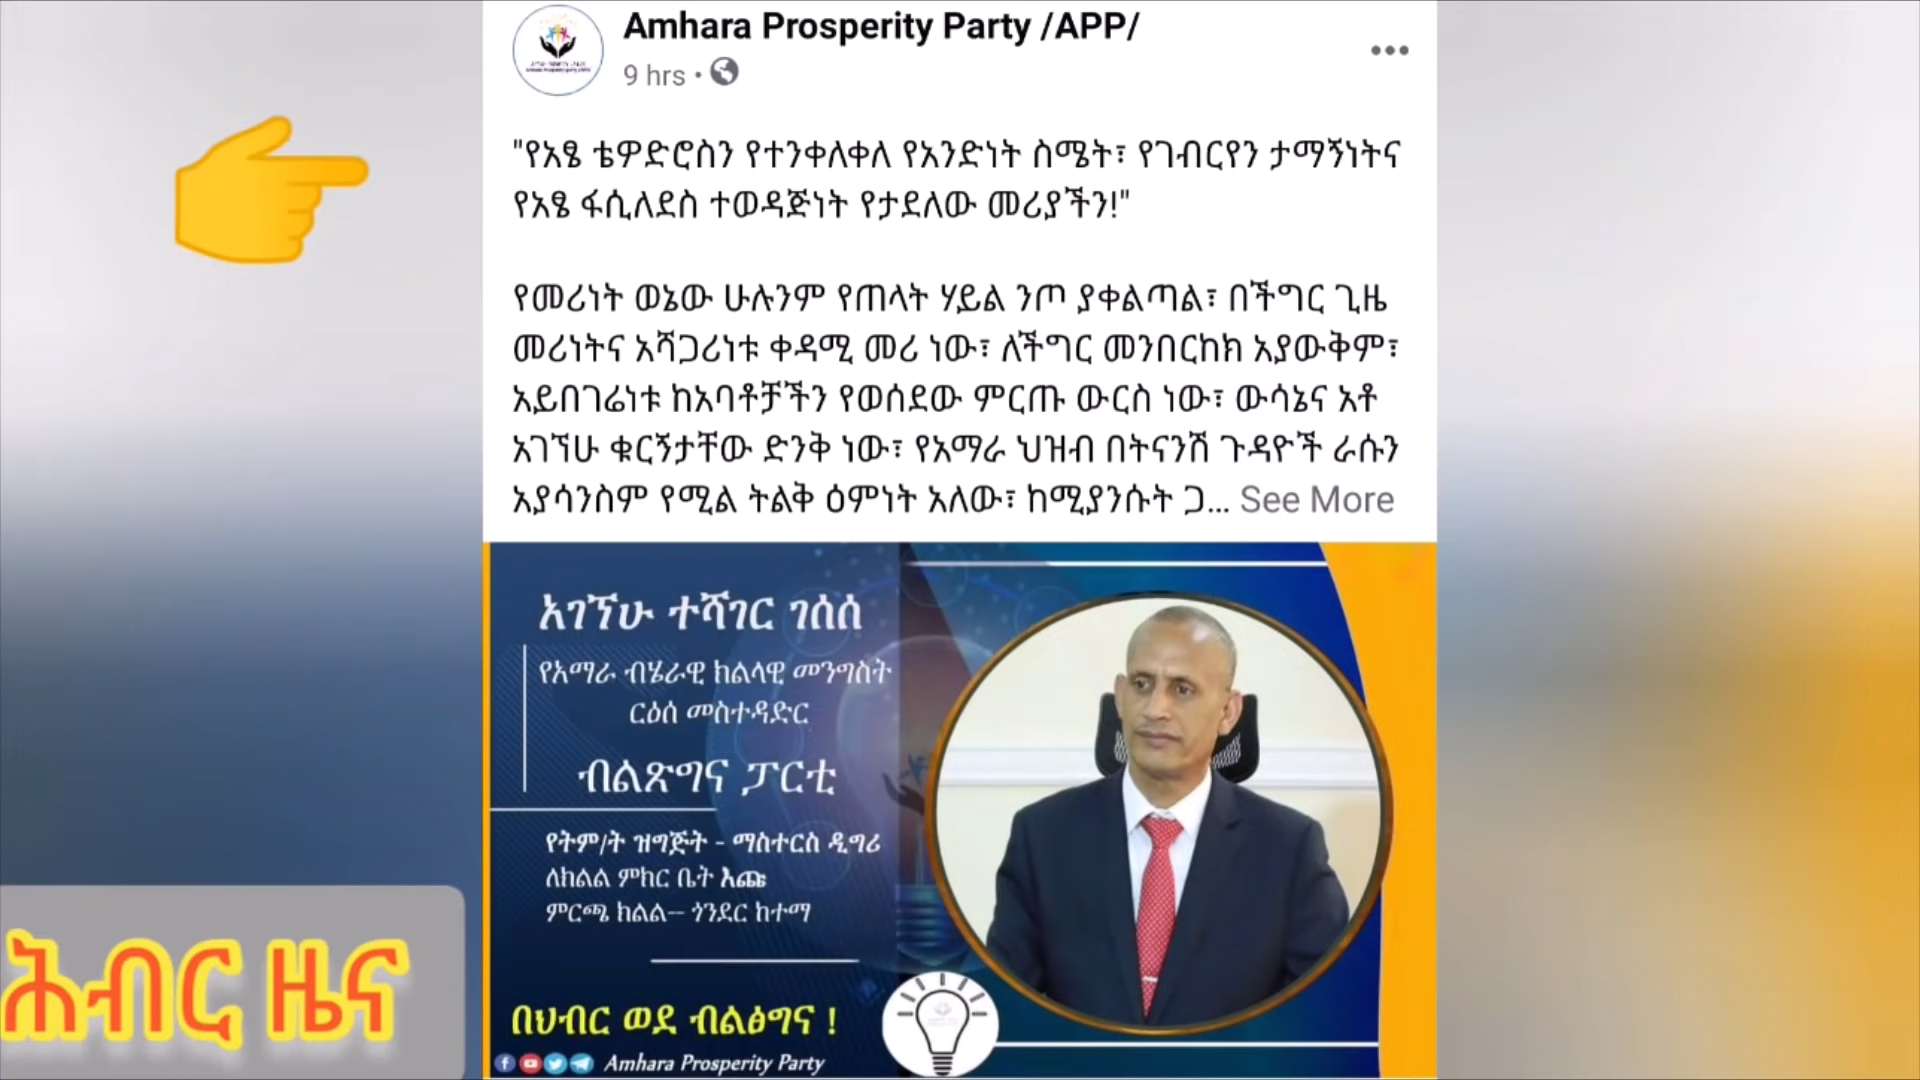 Amhara Prosperity Party /APP/
9 hrs •
"የአፄ ቴዎድሮስን የተንቀለቀለ የአንድነት ስሜት፣ የገብርየን ታማኝነትና
የአፄ ፋሲለደስ ተወዳጅነት የታደለው መሪያችን!"
የመሪነት ወኔው ሁሉንም የጠላት ሃይል ንጦ ያቀልጣል፣ በችግር ጊዜ
መሪነትና አሻጋሪነቱ ቀዳሚ መሪ ነው፣ ለችግር መንበርከክ አያውቅም፣
አይበገሬነቱ ከአባቶቻችን የወሰደው ምርጡ ውርስ ነው፣ ውሳኔና አቶ
አገኘሁ ቁርኝታቸው ድንቅ ነው፣ የአማራ ህዝብ በትናንሽ ጉዳዮች ራሱን
አያሳንስም የሚል ትልቅ ዕምነት አለው፣ ከሚያንሱት ጋ... See More
አገኘሁ ተሻገር ገሰሰ
የአማራ ብሄራዊ ክልላዊ መንግስት
ርዕሰ መስተዳድር
ብልጽግና ፓርቲ
የትም/ት ዝግጅት - ማስተርስ ዲግሪ
ለክልል ምክር ቤት እጩ
ምርጫ ክልል-- ጎንደር ከተማ
በህብር ወደ ብልፅግና !
Amhara Prosperity Party
ሕብር ዜና